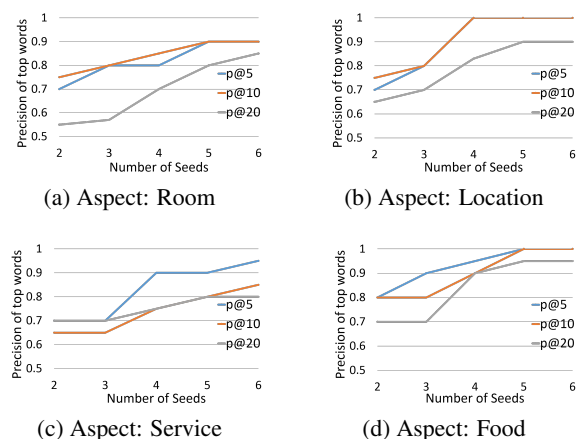 Precision of top words
1
0.9
0.8
0.7
0.6
0.5
2 3 4 5 6
Number of Seeds
p@5
p@10
p@20
(a) Aspect: Room
Precision of top words
1
0.9
0.8
0.7
0.6
0.5
2 3 4 5 6
Number of Seeds
p@5
p@10
p@20
(b) Aspect: Location
Precision of top words
1
0.9
0.8
0.7
0.6
0.5
2 3 4 5 6
Number of Seeds
p@5
p@10
p@20
(c) Aspect: Service
Precision of top words
1
0.9
0.8
0.7
0.6
0.5
2 3 4 5 6
Number of Seeds
p@5
p@10
p@20
(d) Aspect: Food